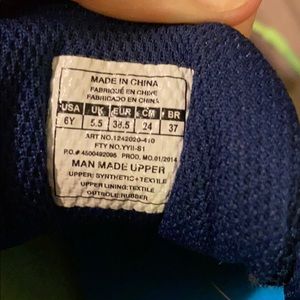 MADE IN CHINA
FABRIQUÉ EN CHINE
FABRICADO EN CHINA
USA UK EUR CM BR
6Y 5.5 38.5 24 37
ART NO.1242020-410
FTY NO.YYII-S1
P.O.#:4500492095 PROD. MO.01/2014
MAN MADE UPPER
UPPER: SYNTHETIC+TEXTILE
UPPER LINING:TEXTILE
OUTSOLE:RUBBER